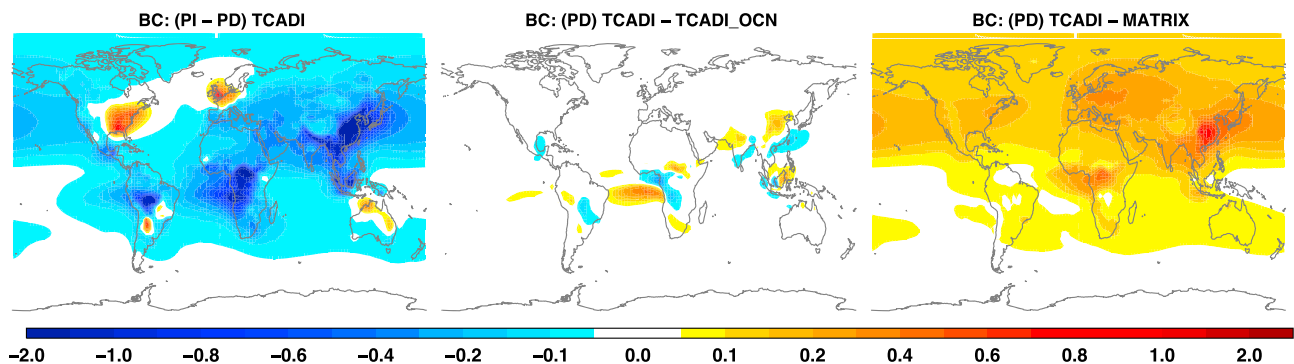 BC: (PI – PD) TCADI
BC: (PD) TCADI – TCADI_OCN
BC: (PD) TCADI – MATRIX
–2.0 –1.0 –0.8 –0.6 –0.4 –0.2 –0.1 0.0 0.1 0.2 0.4 0.6 0.8 1.0 2.0